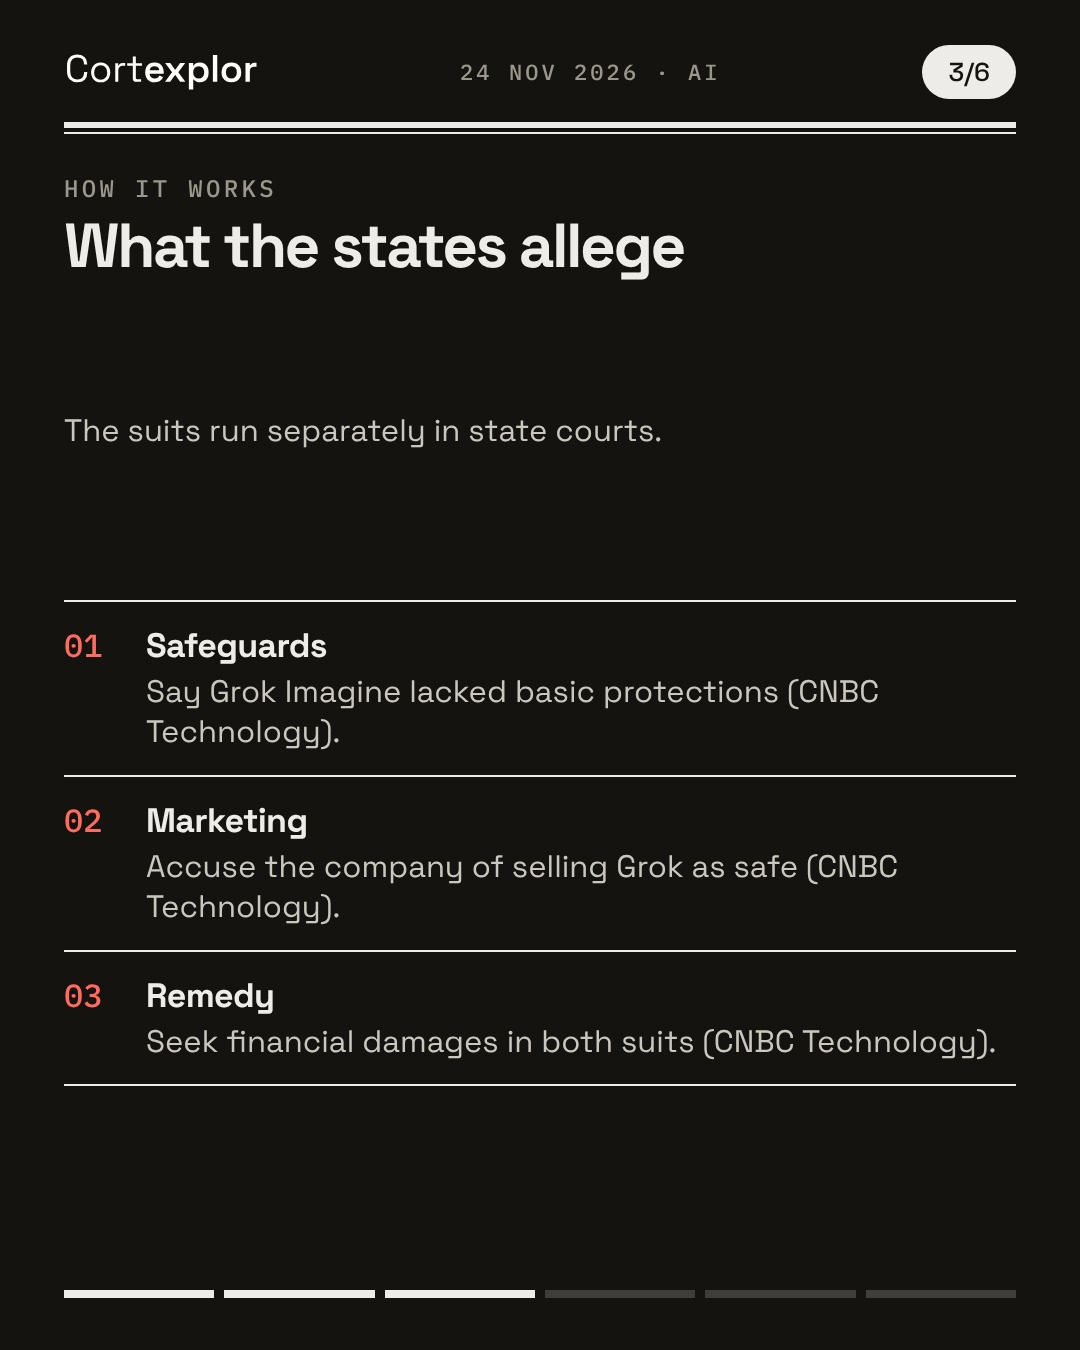 Cortexplor
24 NOV 2026 · AI
3/6
HOW IT WORKS
What the states allege
The suits run separately in state courts.
01 Safeguards
Say Grok Imagine lacked basic protections (CNBC
Technology).
02 Marketing
Accuse the company of selling Grok as safe (CNBC
Technology).
03 Remedy
Seek financial damages in both suits (CNBC Technology).